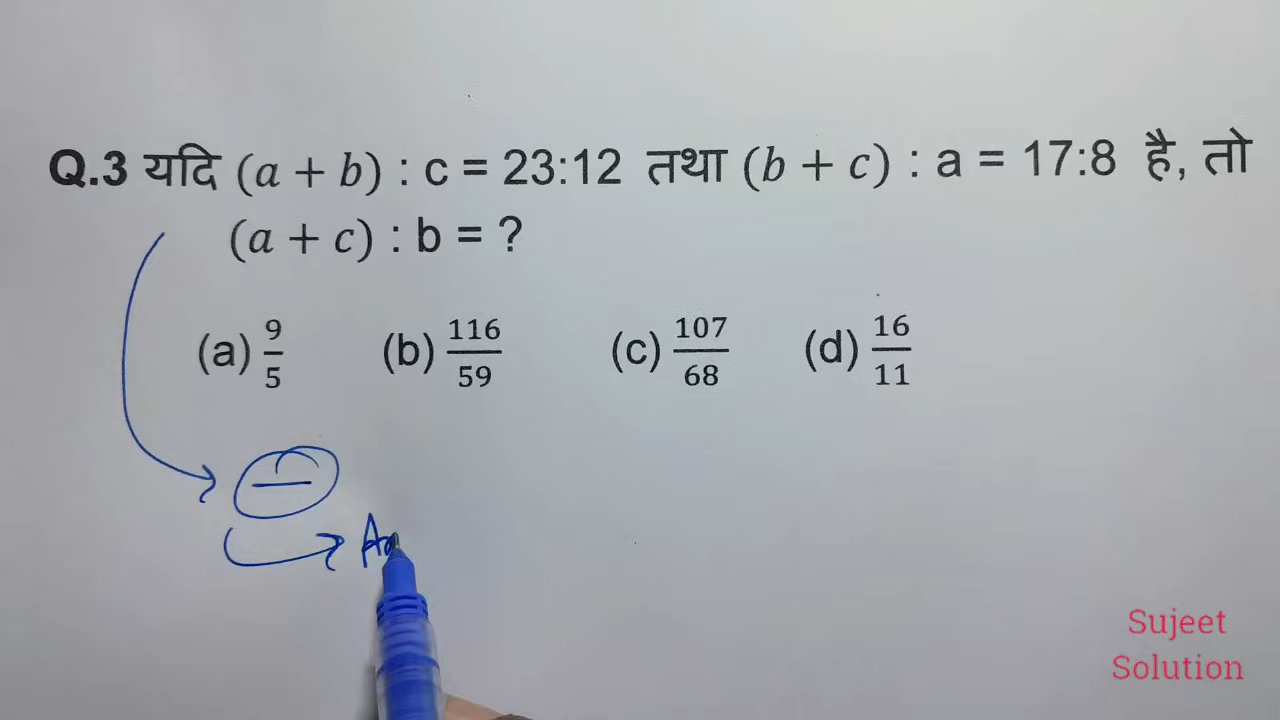 Q.3 यदि (a + b) : c = 23:12 तथा (b + c) : a = 17:8 है, तो
(a + c) : b = ?
(a) 9/5 (b) 116/59 (c) 107/68 (d) 16/11
Sujeet
Solution